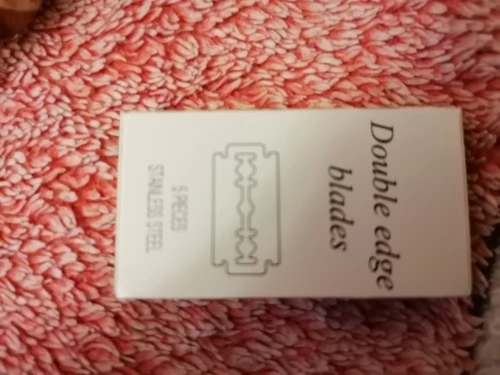 Double edge
blades
5 PIECES
STAINLESS STEEL